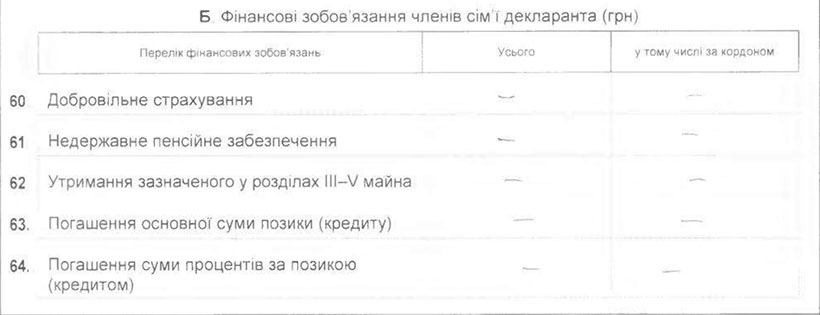 Б. Фінансові зобов'язання членів сім'ї декларанта (грн)
Перелік фінансових зобов'язань Усього у тому числі за кордоном
60 Добровільне страхування — —
61 Недержавне пенсійне забезпечення — —
62 Утримання зазначеного у розділах III–V майна — —
63. Погашення основної суми позики (кредиту) — —
64. Погашення суми процентів за позикою — —
(кредитом)